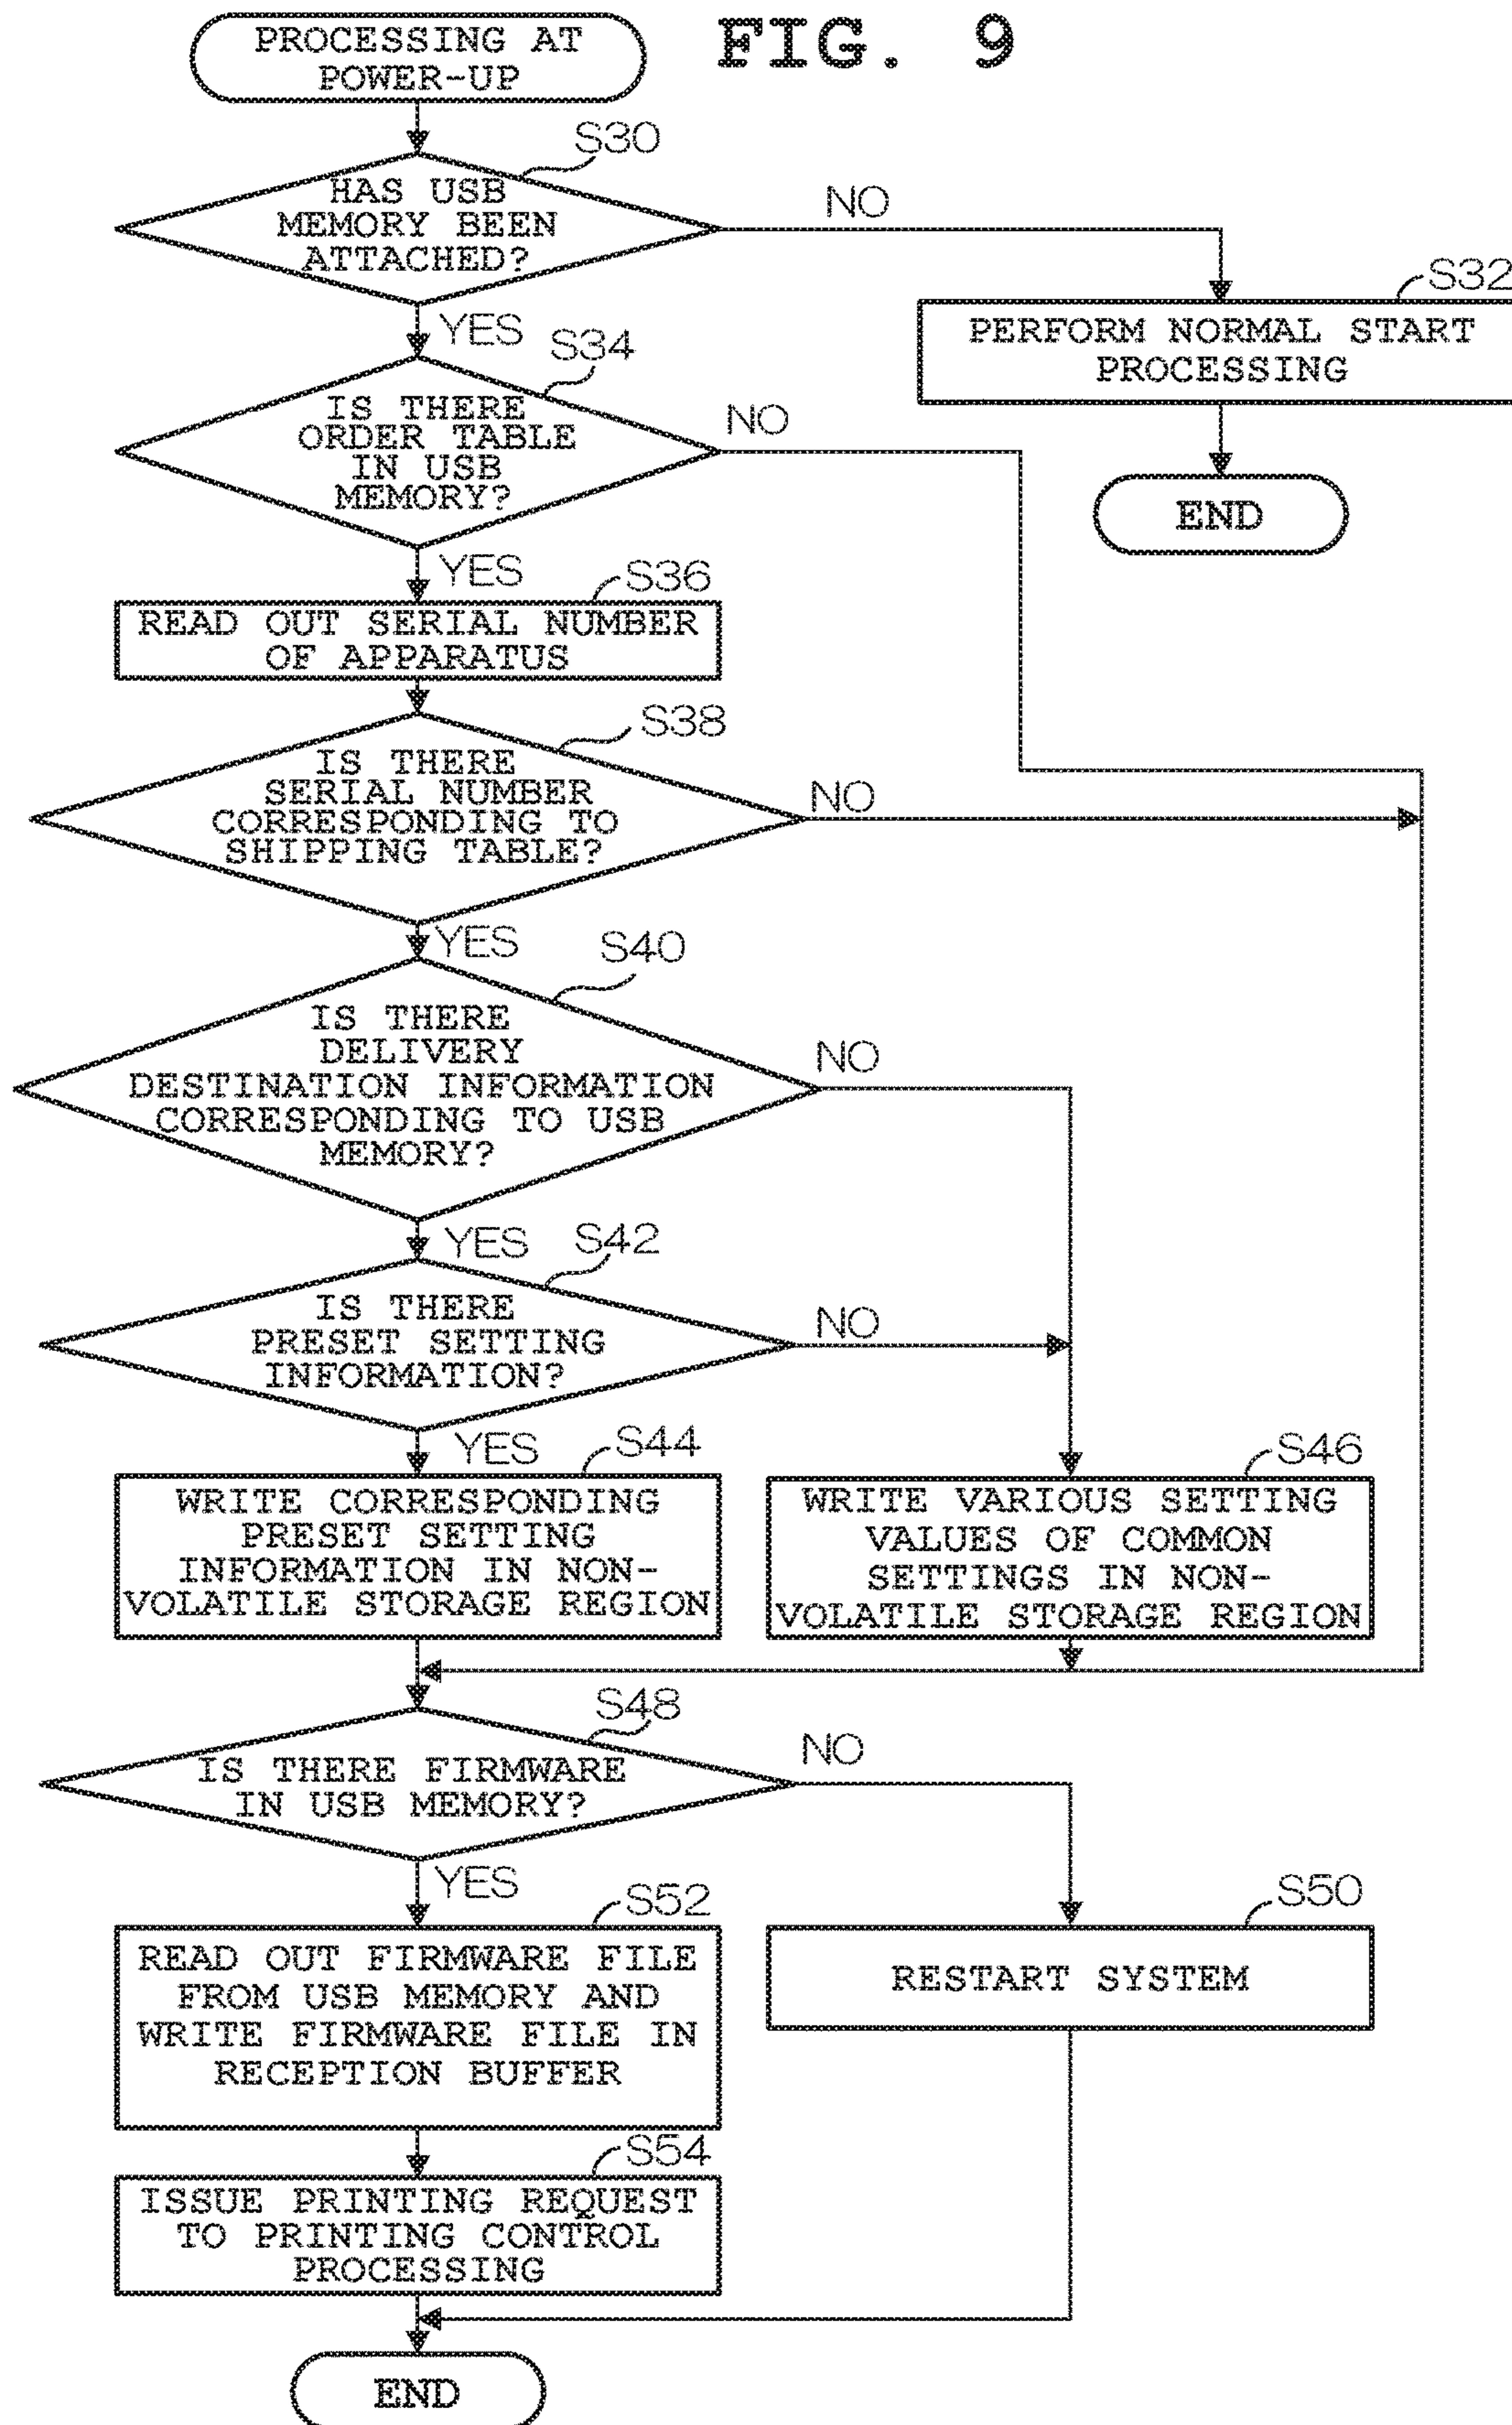 FIG. 9
PROCESSING AT
POWER-UP
S30
HAS USB
MEMORY BEEN
ATTACHED?
NO
YES
S32
PERFORM NORMAL START
PROCESSING
END
S34
IS THERE
ORDER TABLE
IN USB
MEMORY?
NO
YES
S36
READ OUT SERIAL NUMBER
OF APPARATUS
S38
IS THERE
SERIAL NUMBER
CORRESPONDING TO
SHIPPING TABLE?
NO
YES
S40
IS THERE
DELIVERY
DESTINATION INFORMATION
CORRESPONDING TO USB
MEMORY?
NO
YES
S42
IS THERE
PRESET SETTING
INFORMATION?
NO
YES
S44
WRITE CORRESPONDING
PRESET SETTING
INFORMATION IN NON-
VOLATILE STORAGE REGION
S46
WRITE VARIOUS SETTING
VALUES OF COMMON
SETTINGS IN NON-
VOLATILE STORAGE REGION
S48
IS THERE FIRMWARE
IN USB MEMORY?
NO
YES
S52
READ OUT FIRMWARE FILE
FROM USB MEMORY AND
WRITE FIRMWARE FILE IN
RECEPTION BUFFER
S50
RESTART SYSTEM
S54
ISSUE PRINTING REQUEST
TO PRINTING CONTROL
PROCESSING
END